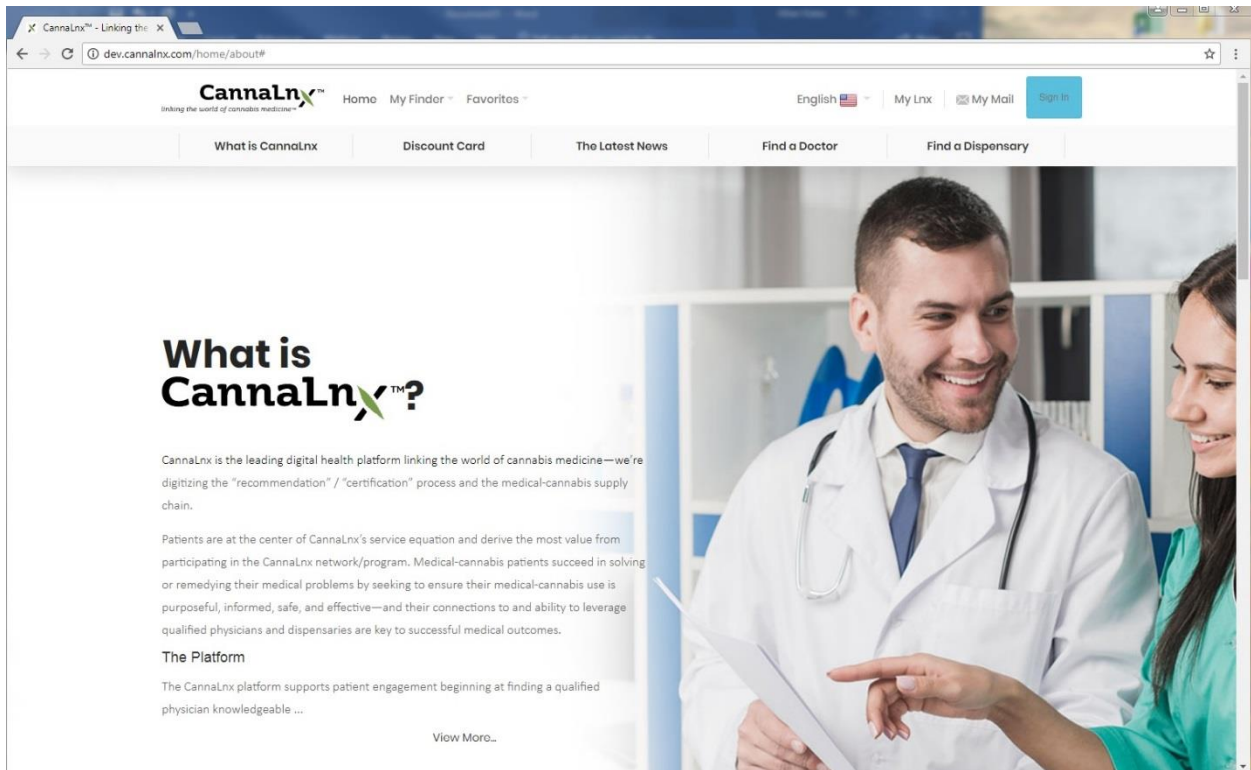 CannaLnx™ - Linking the
dev.cannalnx.com/home/about#
CannaLnx™
linking the world of cannabis medicine™
Home My Finder Favorites
English My Lnx My Mail Sign In
What is CannaLnx Discount Card The Latest News Find a Doctor Find a Dispensary
What is
CannaLnx™?
CannaLnx is the leading digital health platform linking the world of cannabis medicine—we're
digitizing the “recommendation” / “certification” process and the medical-cannabis supply
chain.
Patients are at the center of CannaLnx's service equation and derive the most value from
participating in the CannaLnx network/program. Medical-cannabis patients succeed in solving
or remedying their medical problems by seeking to ensure their medical-cannabis use is
purposeful, informed, safe, and effective—and their connections to and ability to leverage
qualified physicians and dispensaries are key to successful medical outcomes.
The Platform
The CannaLnx platform supports patient engagement beginning at finding a qualified
physician knowledgeable ...
View More...